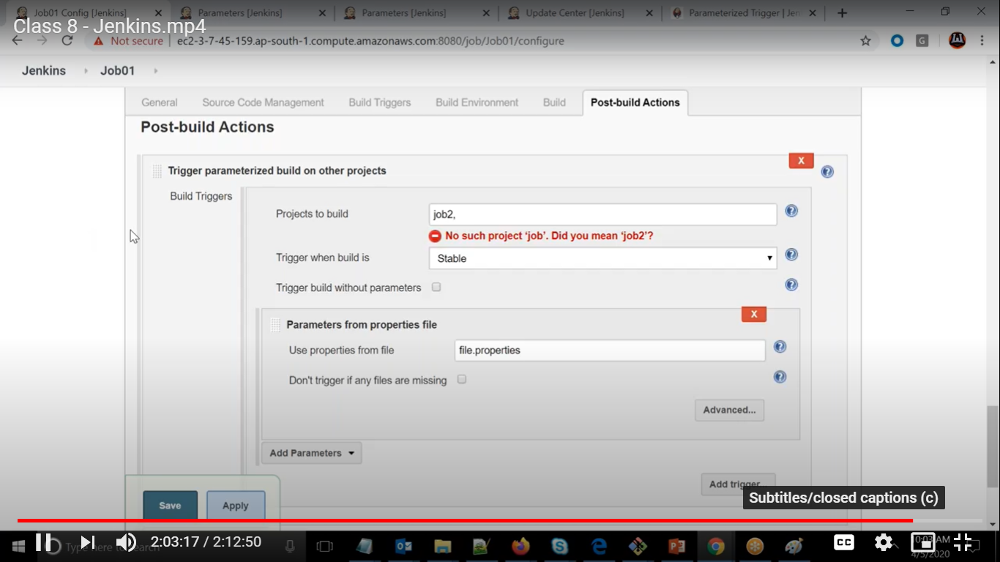 Job01 Config [Jenkins]
Parameters [Jenkins]
Parameters [Jenkins]
Update Center [Jenkins]
Parameterized Trigger | Jen
Class 8 - Jenkins.mp4
Not secure
ec2-3-7-45-159.ap-south-1.compute.amazonaws.com:8080/job/Job01/configure
Jenkins
Job01
General
Source Code Management
Build Triggers
Build Environment
Build
Post-build Actions
Post-build Actions
X
Trigger parameterized build on other projects
Build Triggers
Projects to build
job2,
No such project ‘job’. Did you mean ‘job2’?
Trigger when build is
Stable
Trigger build without parameters
X
Parameters from properties file
Use properties from file
file.properties
Don't trigger if any files are missing
Advanced...
Add Parameters
Add trigger
Subtitles/closed captions (c)
Save
Apply
Type here to search
2:03:17 / 2:12:50
CC
AM
4/5/2020